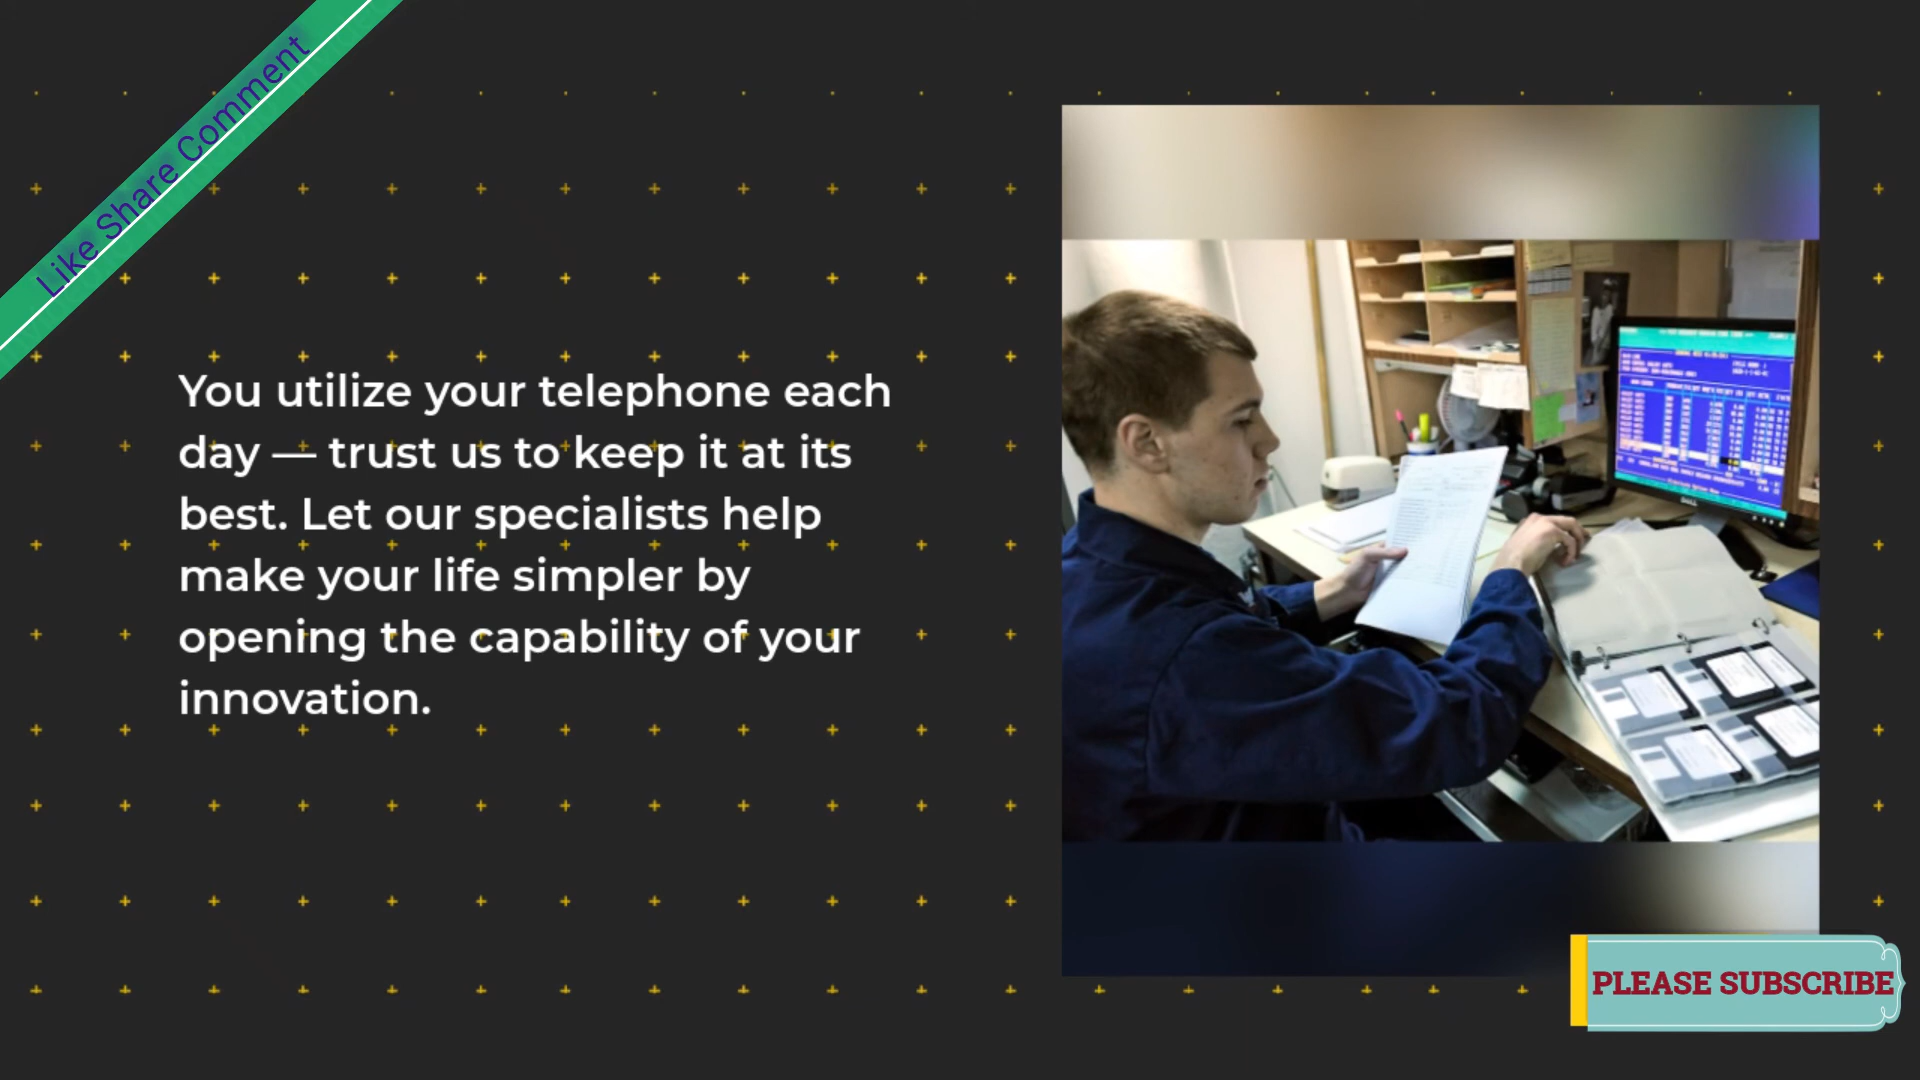 Like Share Comment
You utilize your telephone each
day — trust us to keep it at its
best. Let our specialists help
make your life simpler by
opening the capability of your
innovation.
DELL
PLEASE SUBSCRIBE